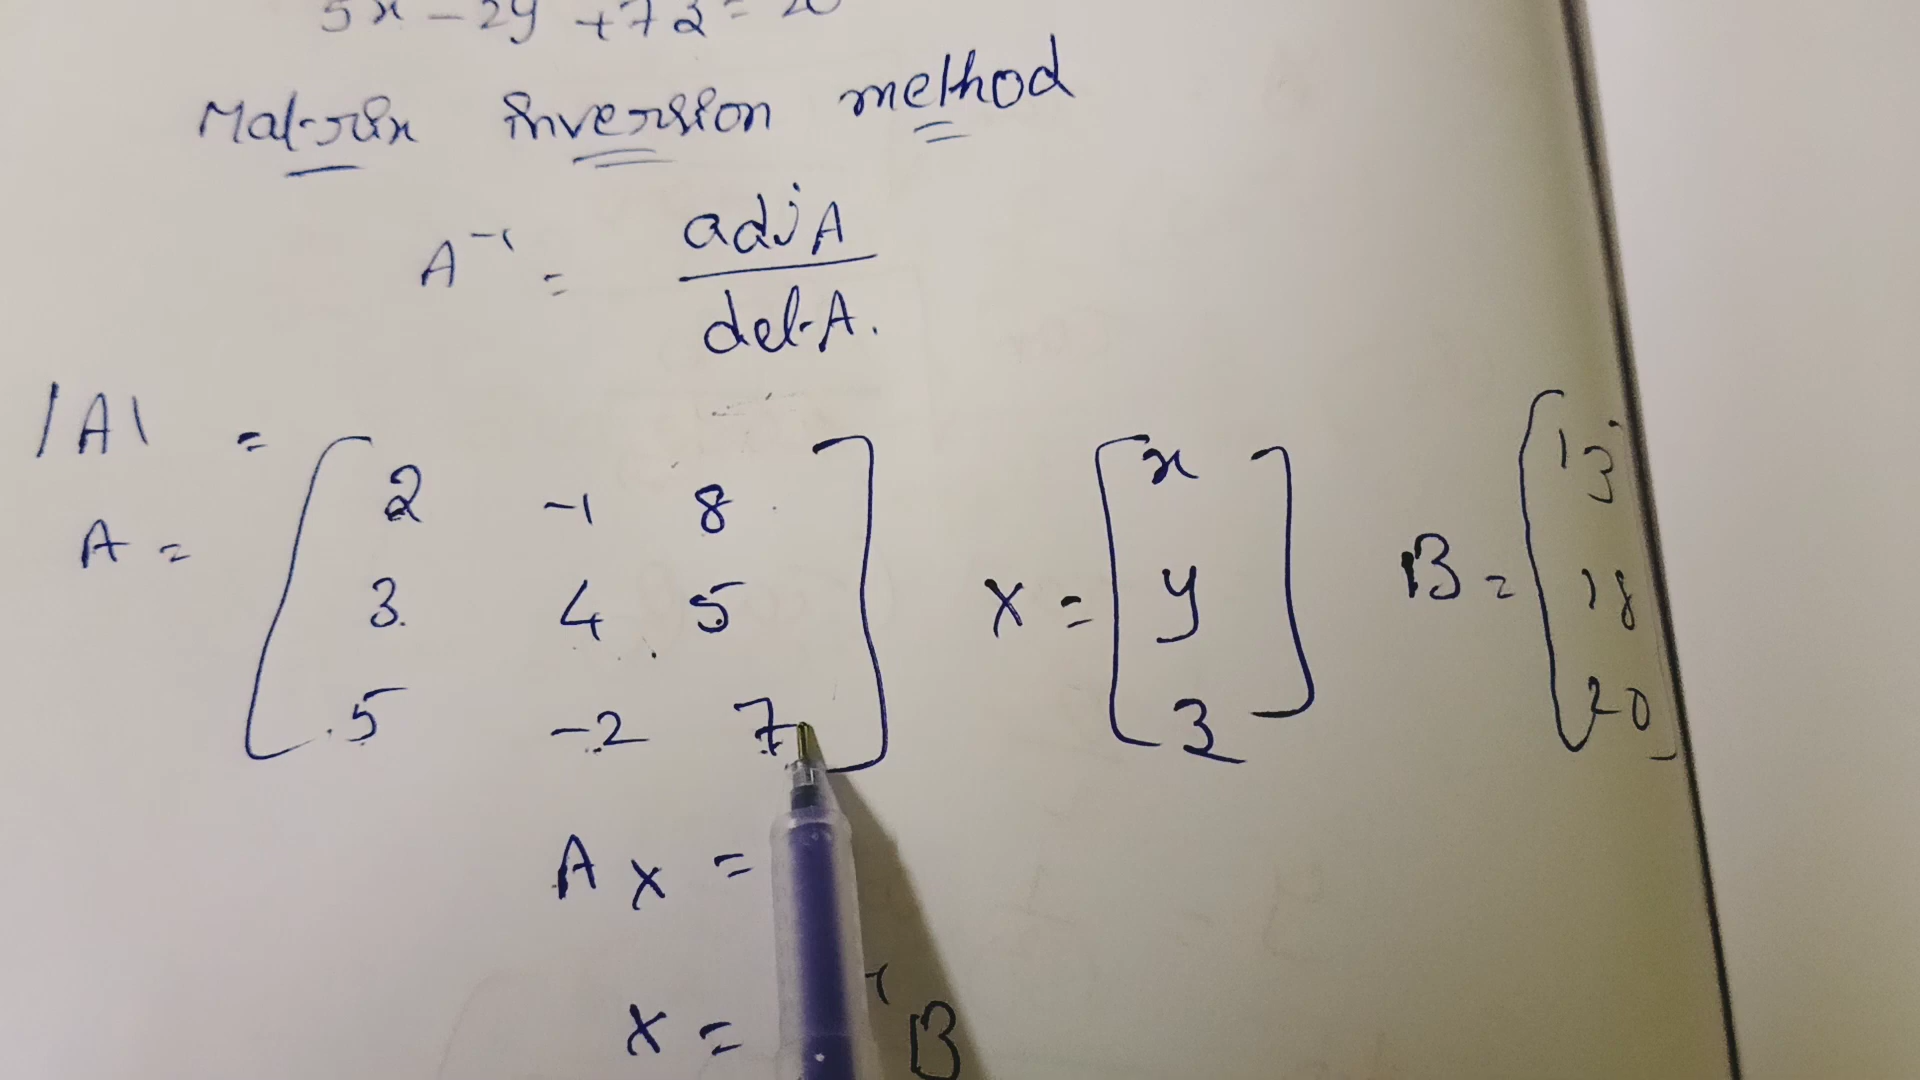 5x - 2y + 7z = 20
Matrix inversion method
A⁻¹ = adj A / det A.
|A| =
A = [2 -1 8
3 4 5
5 -2 7]
X = [x
y
z]
B = [13
18
20]
A X =
X = ⁻¹ B